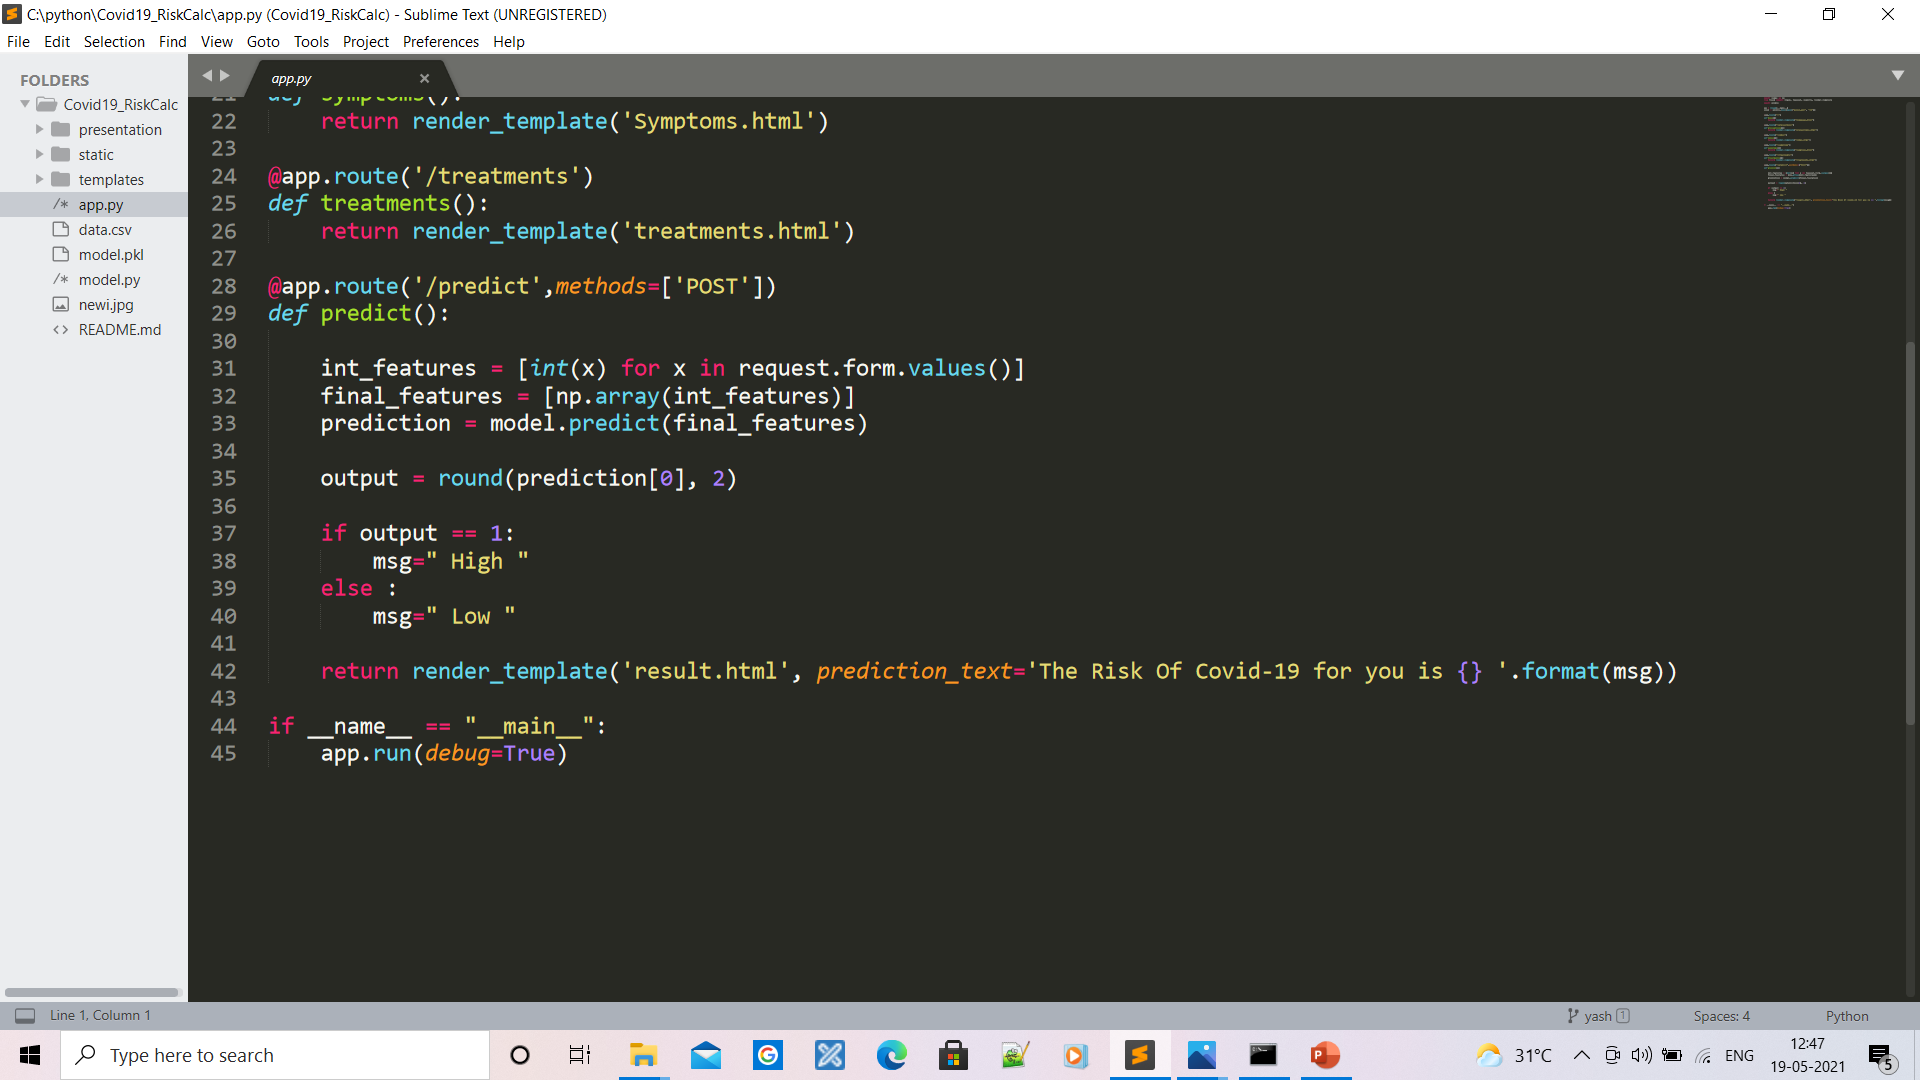 C:\python\Covid19_RiskCalc\app.py (Covid19_RiskCalc) - Sublime Text (UNREGISTERED)
File Edit Selection Find View Goto Tools Project Preferences Help
FOLDERS
Covid19_RiskCalc
presentation
static
templates
/* app.py
data.csv
model.pkl
/* model.py
newi.jpg
<> README.md
app.py
21 def Symptoms():
22 return render_template('Symptoms.html')
23
24 @app.route('/treatments')
25 def treatments():
26 return render_template('treatments.html')
27
28 @app.route('/predict',methods=['POST'])
29 def predict():
30
31 int_features = [int(x) for x in request.form.values()]
32 final_features = [np.array(int_features)]
33 prediction = model.predict(final_features)
34
35 output = round(prediction[0], 2)
36
37 if output == 1:
38 msg=" High "
39 else :
40 msg=" Low "
41
42 return render_template('result.html', prediction_text='The Risk Of Covid-19 for you is {} '.format(msg))
43
44 if __name__ == "__main__":
45 app.run(debug=True)
Line 1, Column 1
yash 1
Spaces: 4
Python
Type here to search
31°C
ENG
12:47
19-05-2021
5